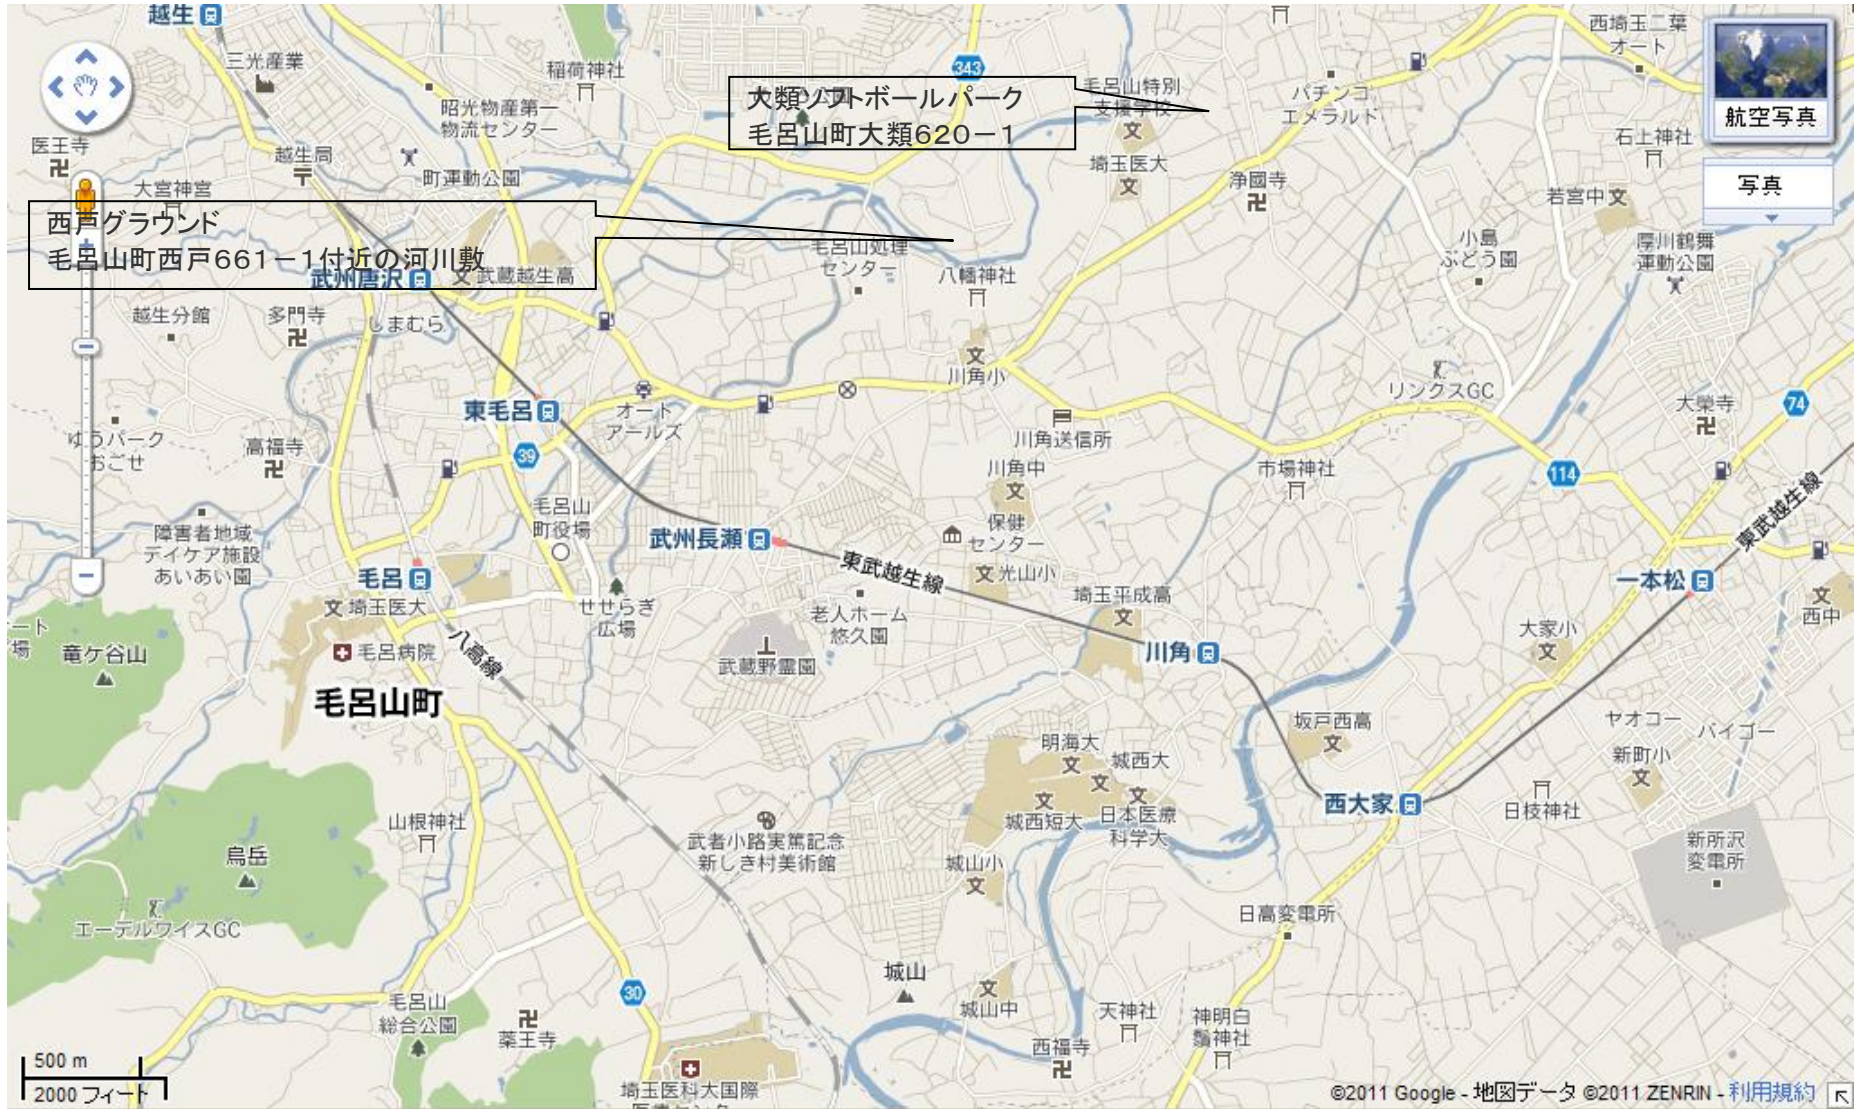 越生
三光産業
稲荷神社
昭光物産第一
物流センター
343
大類ソフトボールパーク
毛呂山町大類620－1
公園
毛呂山特別
支援学校
パチンコ
エメラルド
西埼玉二葉
オート
航空写真
写真
医王寺
越生局
町運動公園
大宮神宮
埼玉医大
浄國寺
石上神社
若宮中
西戸グラウンド
毛呂山町西戸661－1付近の河川敷
武州唐沢
武蔵越生高
毛呂山処理
センター
八幡神社
小島
ぶどう園
厚川鶴舞
運動公園
越生分館
多門寺
しまむら
川角小
リンクスGC
東毛呂
オート
アールズ
川角送信所
大榮寺
74
ゆうパーク
おごせ
高福寺
39
川角中
市場神社
114
毛呂山
町役場
武州長瀬
保健
センター
東武越生線
障害者地域
デイケア施設
あいあい園
毛呂
東武越生線
光山小
一本松
埼玉医大
せせらぎ
広場
老人ホーム
悠久園
埼玉平成高
西中
ート
場
竜ケ谷山
毛呂病院
八高線
武蔵野霊園
川角
大家小
毛呂山町
坂戸西高
ヤオコー
バイゴー
明海大
城西大
新町小
城西短大
日本医療
科学大
西大家
日枝神社
山根神社
武者小路実篤記念
新しき村美術館
城山小
新所沢
変電所
烏岳
エーデルワイスGC
日高変電所
城山
30
毛呂山
総合公園
薬王寺
城山中
天神社
神明白
鬚神社
西福寺
500 m
2000 フィート
埼玉医科大国際
©2011 Google - 地図データ ©2011 ZENRIN - 利用規約